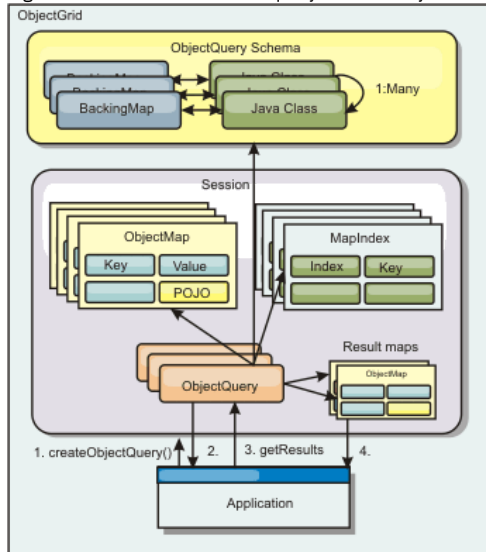 ObjectGrid
ObjectQuery Schema
BackingMap
Java Class
1:Many
Session
ObjectMap
Key
Value
POJO
MapIndex
Index
Key
Result maps
ObjectMap
ObjectQuery
1. createObjectQuery()
2.
3. getResults
4.
Application